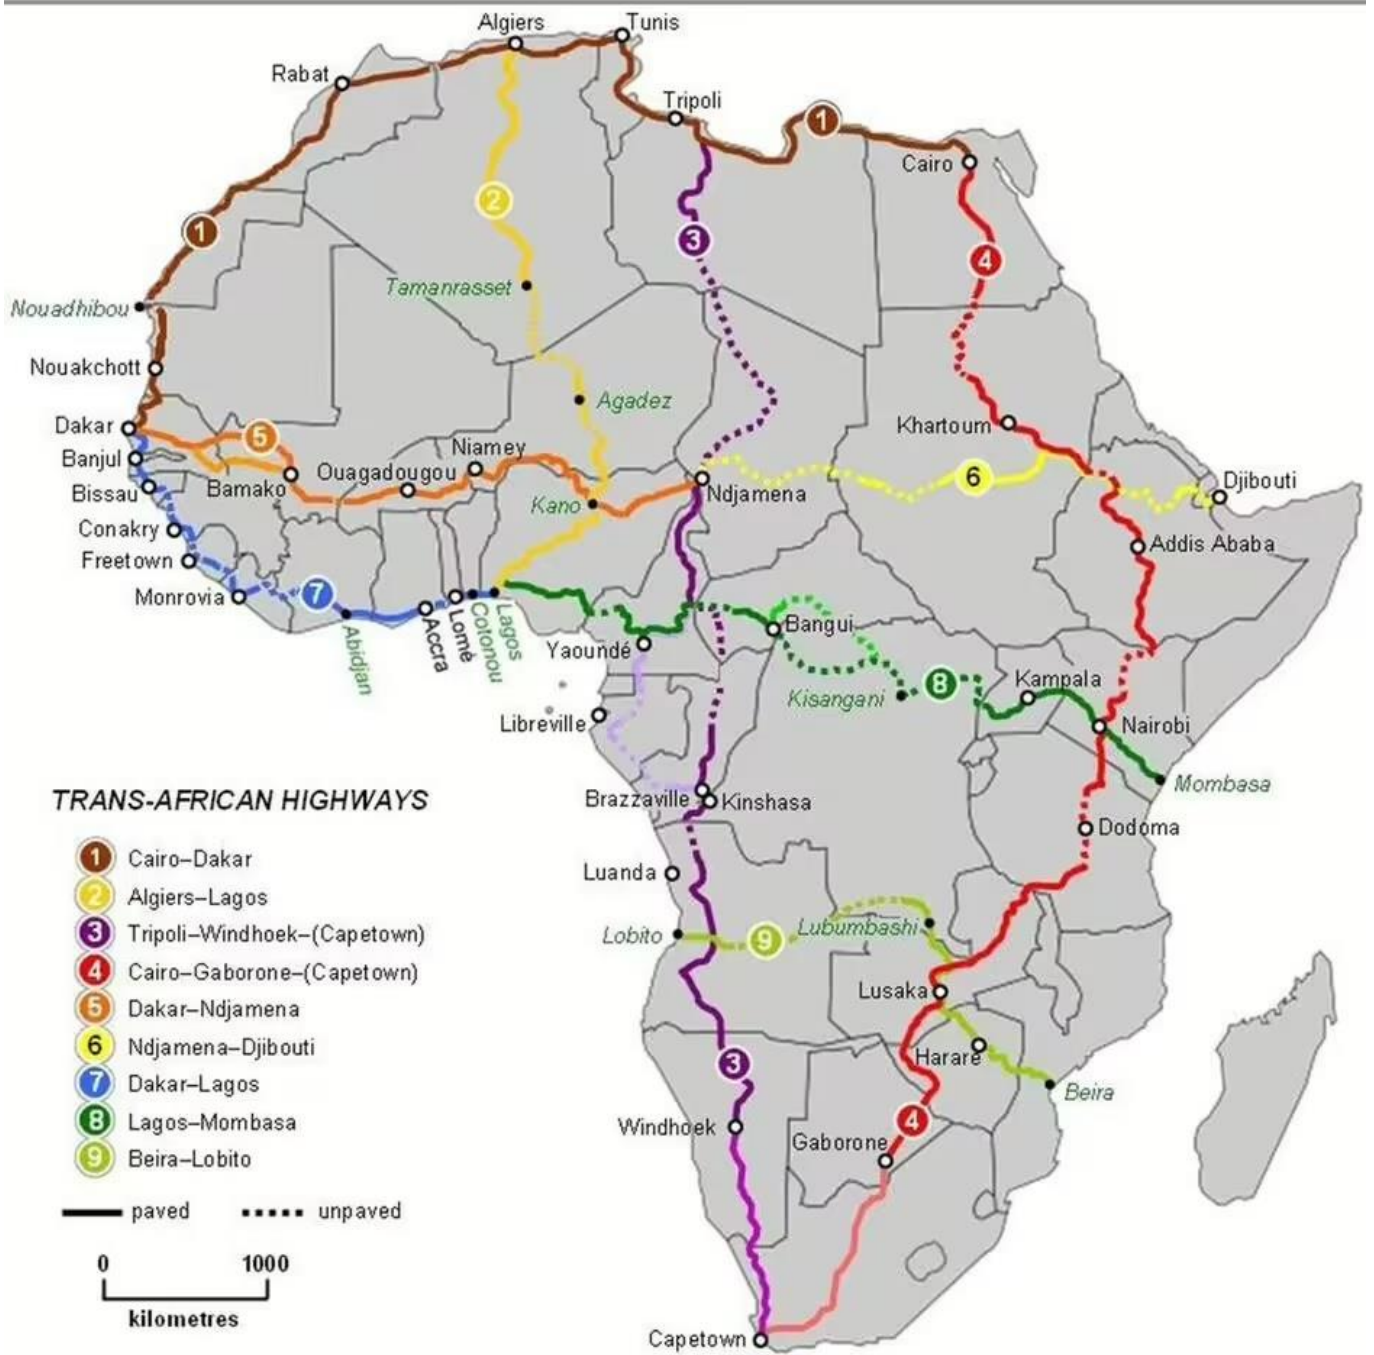 Algiers
Tunis
Rabat
Tripoli
1
Cairo
2
1
3
4
Tamanrasset
Nouadhibou
Nouakchott
Agadez
Dakar
5
Khartoum
Niamey
Banjul
Ouagadougou
6
Djibouti
Bissau
Bamako
Ndjamena
Kano
Conakry
Addis Ababa
Freetown
Monrovia
7
Abidjan
Accra
Lomé
Cotonou
Lagos
Bangui
Yaoundé
Kisangani
8
Kampala
Libreville
Nairobi
Mombasa
Brazzaville
Kinshasa
Dodoma
Luanda
Lobito
9
Lubumbashi
Lusaka
Harare
3
Beira
Windhoek
4
Gaborone
Capetown
TRANS-AFRICAN HIGHWAYS
1 Cairo–Dakar
2 Algiers–Lagos
3 Tripoli–Windhoek–(Capetown)
4 Cairo–Gaborone–(Capetown)
5 Dakar–Ndjamena
6 Ndjamena–Djibouti
7 Dakar–Lagos
8 Lagos–Mombasa
9 Beira–Lobito
paved unpaved
0 1000
kilometres